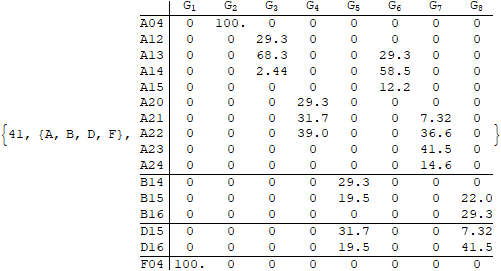 G₁ G₂ G₃ G₄ G₅ G₆ G₇ G₈
A04 0 100. 0 0 0 0 0 0
A12 0 0 29.3 0 0 0 0 0
A13 0 0 68.3 0 0 29.3 0 0
A14 0 0 2.44 0 0 58.5 0 0
A15 0 0 0 0 0 12.2 0 0
A20 0 0 0 29.3 0 0 0 0
A21 0 0 0 31.7 0 0 7.32 0
{41, {A, B, D, F}, A22 0 0 0 39.0 0 0 36.6 0 }
A23 0 0 0 0 0 0 41.5 0
A24 0 0 0 0 0 0 14.6 0
B14 0 0 0 0 29.3 0 0 0
B15 0 0 0 0 19.5 0 0 22.0
B16 0 0 0 0 0 0 0 29.3
D15 0 0 0 0 31.7 0 0 7.32
D16 0 0 0 0 19.5 0 0 41.5
F04 100. 0 0 0 0 0 0 0